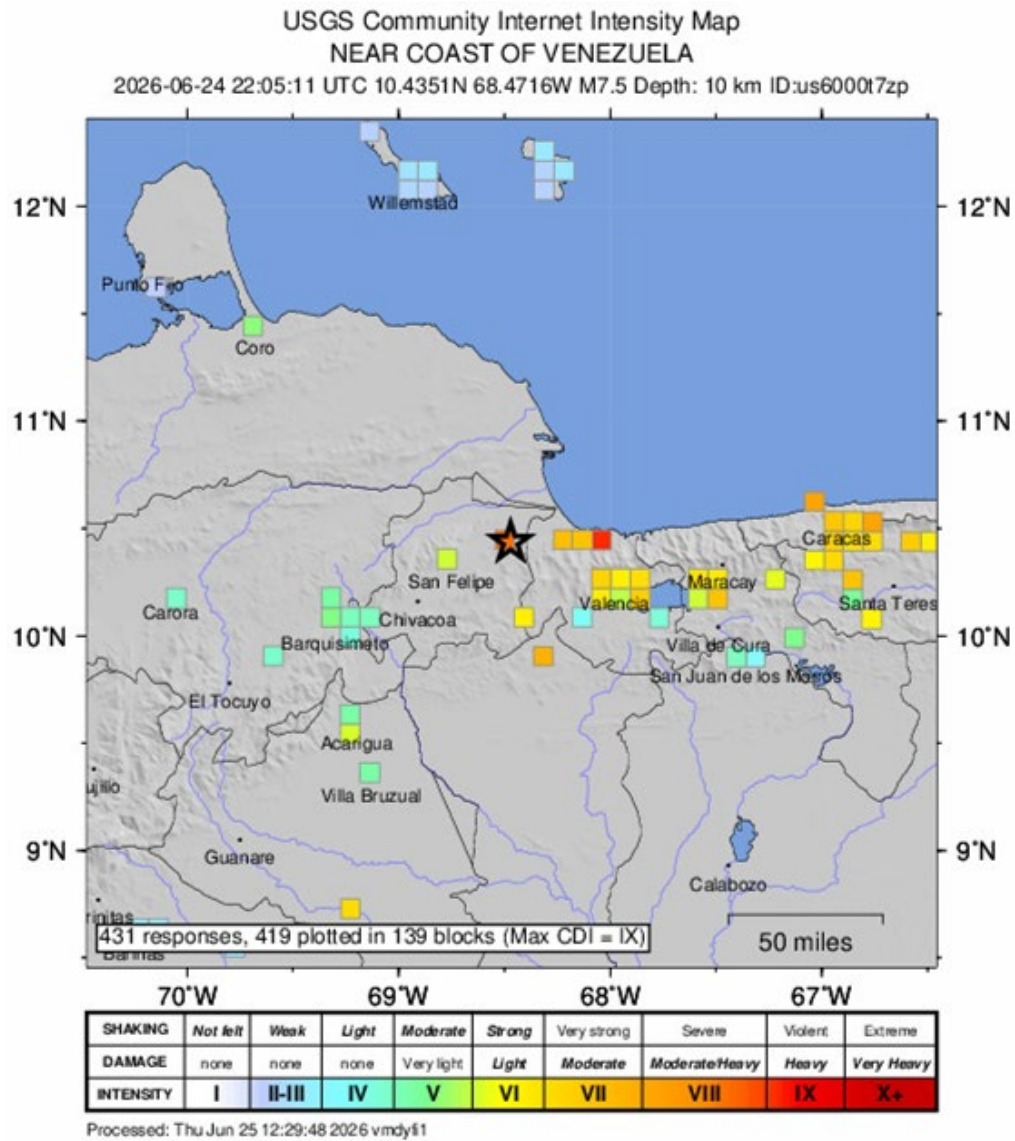 USGS Community Internet Intensity Map
NEAR COAST OF VENEZUELA
2026-06-24 22:05:11 UTC 10.4351N 68.4716W M7.5 Depth: 10 km ID:us6000t7zp
12°N 12°N
Willemstad
Punto Fijo
Coro
11°N 11°N
Caracas
San Felipe
Maracay
Carora
Valencia
Santa Teres
Chivacoa
10°N 10°N
Barquisimeto
Villa de Cura
San Juan de los Morros
El Tocuyo
Acarigua
ujillo
Villa Bruzual
9°N 9°N
Guanare
Calabozo
rinitas
431 responses, 419 plotted in 139 blocks (Max CDI = IX)
50 miles
Barinas
70°W 69°W 68°W 67°W
SHAKING Not felt Weak Light Moderate Strong Very strong Severe Violent Extreme
DAMAGE none none none Very light Light Moderate Moderate/Heavy Heavy Very Heavy
INTENSITY I II-III IV V VI VII VIII IX X+
Processed: Thu Jun 25 12:29:48 2026 vmdyfi1